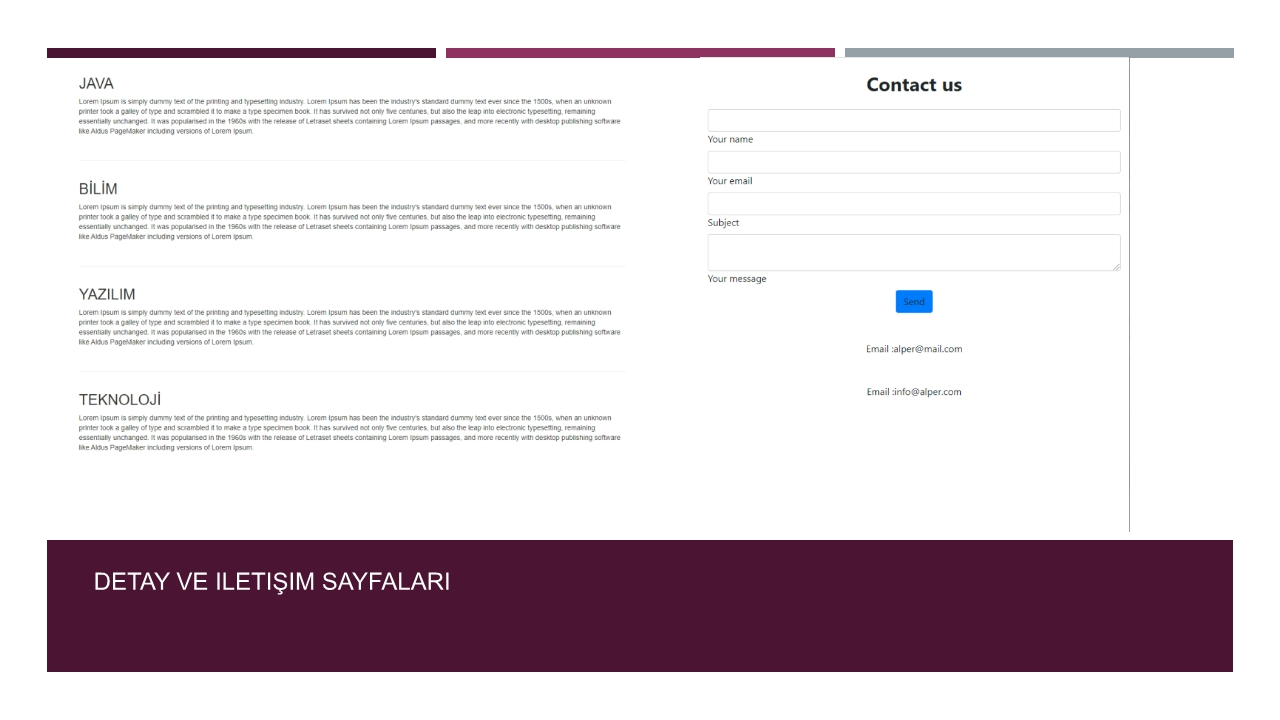 JAVA
Lorem Ipsum is simply dummy text of the printing and typesetting industry. Lorem Ipsum has been the industry's standard dummy text ever since the 1500s, when an unknown
printer took a galley of type and scrambled it to make a type specimen book. It has survived not only five centuries, but also the leap into electronic typesetting, remaining
essentially unchanged. It was popularised in the 1960s with the release of Letraset sheets containing Lorem Ipsum passages, and more recently with desktop publishing software
like Aldus PageMaker including versions of Lorem Ipsum.
BİLİM
Lorem Ipsum is simply dummy text of the printing and typesetting industry. Lorem Ipsum has been the industry's standard dummy text ever since the 1500s, when an unknown
printer took a galley of type and scrambled it to make a type specimen book. It has survived not only five centuries, but also the leap into electronic typesetting, remaining
essentially unchanged. It was popularised in the 1960s with the release of Letraset sheets containing Lorem Ipsum passages, and more recently with desktop publishing software
like Aldus PageMaker including versions of Lorem Ipsum.
YAZILIM
Lorem Ipsum is simply dummy text of the printing and typesetting industry. Lorem Ipsum has been the industry's standard dummy text ever since the 1500s, when an unknown
printer took a galley of type and scrambled it to make a type specimen book. It has survived not only five centuries, but also the leap into electronic typesetting, remaining
essentially unchanged. It was popularised in the 1960s with the release of Letraset sheets containing Lorem Ipsum passages, and more recently with desktop publishing software
like Aldus PageMaker including versions of Lorem Ipsum.
TEKNOLOJİ
Lorem Ipsum is simply dummy text of the printing and typesetting industry. Lorem Ipsum has been the industry's standard dummy text ever since the 1500s, when an unknown
printer took a galley of type and scrambled it to make a type specimen book. It has survived not only five centuries, but also the leap into electronic typesetting, remaining
essentially unchanged. It was popularised in the 1960s with the release of Letraset sheets containing Lorem Ipsum passages, and more recently with desktop publishing software
like Aldus PageMaker including versions of Lorem Ipsum.
Contact us
Your name
Your email
Subject
Your message
Send
Email :alper@mail.com
Email :info@alper.com
DETAY VE ILETIŞIM SAYFALARI